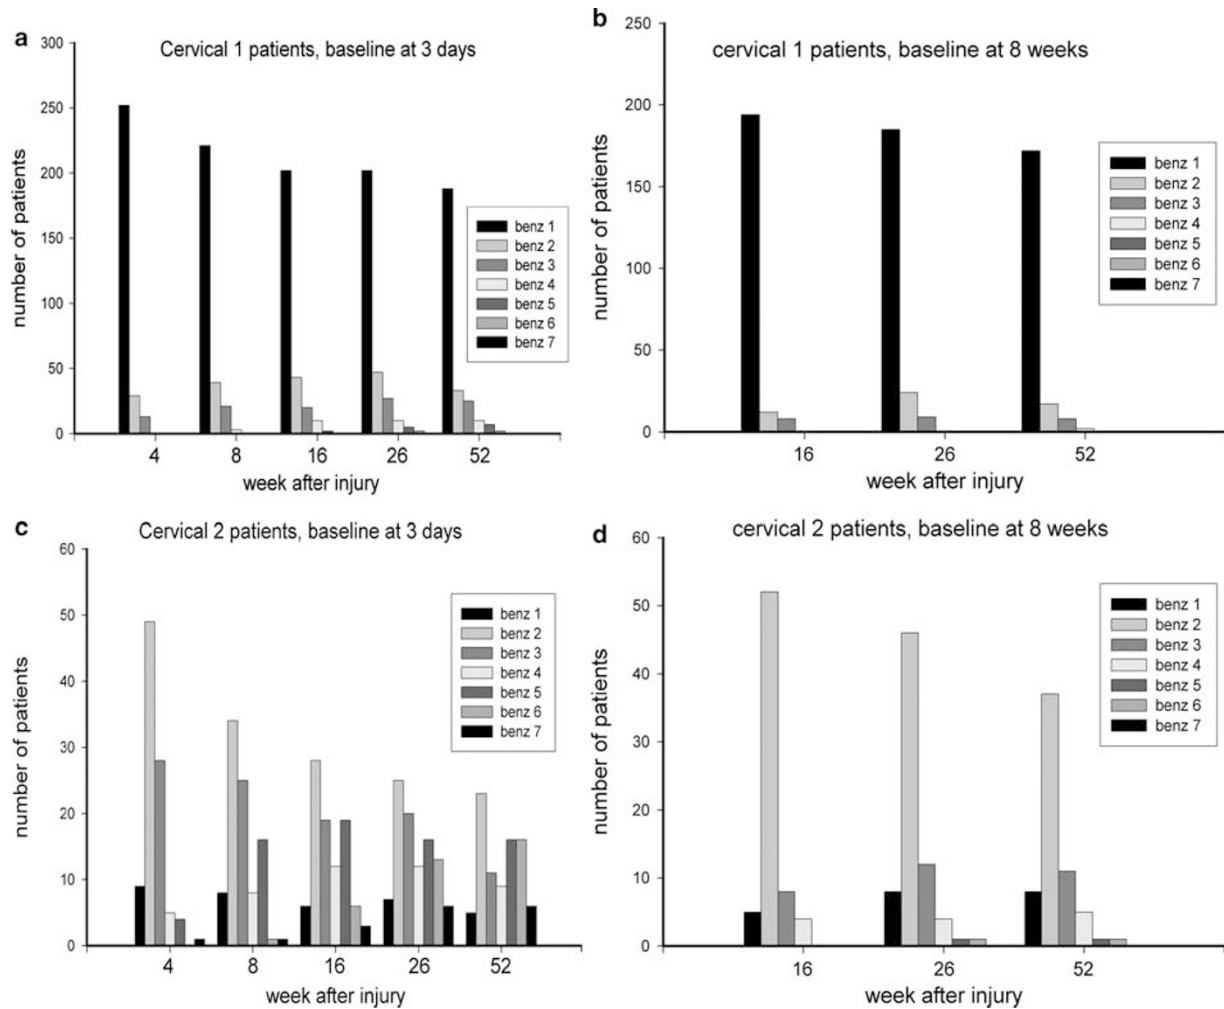 a
Cervical 1 patients, baseline at 3 days
300
250
200
150
100
50
0
number of patients
benz 1
benz 2
benz 3
benz 4
benz 5
benz 6
benz 7
4 8 16 26 52
week after injury
b
cervical 1 patients, baseline at 8 weeks
250
200
150
100
50
0
number of patients
benz 1
benz 2
benz 3
benz 4
benz 5
benz 6
benz 7
16 26 52
week after injury
c
Cervical 2 patients, baseline at 3 days
60
50
40
30
20
10
0
number of patients
benz 1
benz 2
benz 3
benz 4
benz 5
benz 6
benz 7
4 8 16 26 52
week after injury
d
cervical 2 patients, baseline at 8 weeks
60
50
40
30
20
10
0
number of patients
benz 1
benz 2
benz 3
benz 4
benz 5
benz 6
benz 7
16 26 52
week after injury